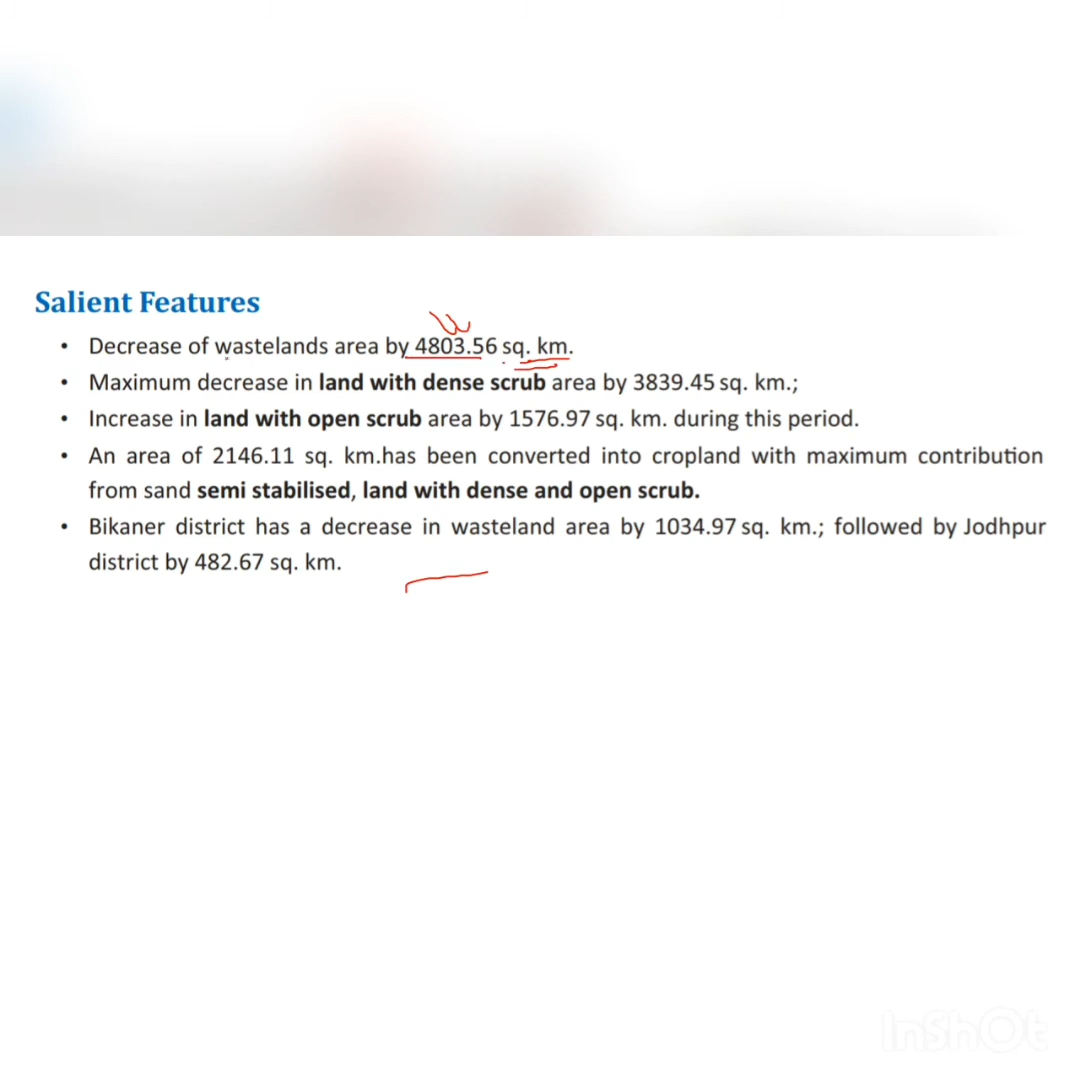 Salient Features
• Decrease of wastelands area by 4803.56 sq. km.
• Maximum decrease in land with dense scrub area by 3839.45 sq. km.;
• Increase in land with open scrub area by 1576.97 sq. km. during this period.
• An area of 2146.11 sq. km.has been converted into cropland with maximum contribution
from sand semi stabilised, land with dense and open scrub.
• Bikaner district has a decrease in wasteland area by 1034.97 sq. km.; followed by Jodhpur
district by 482.67 sq. km.
InShOt